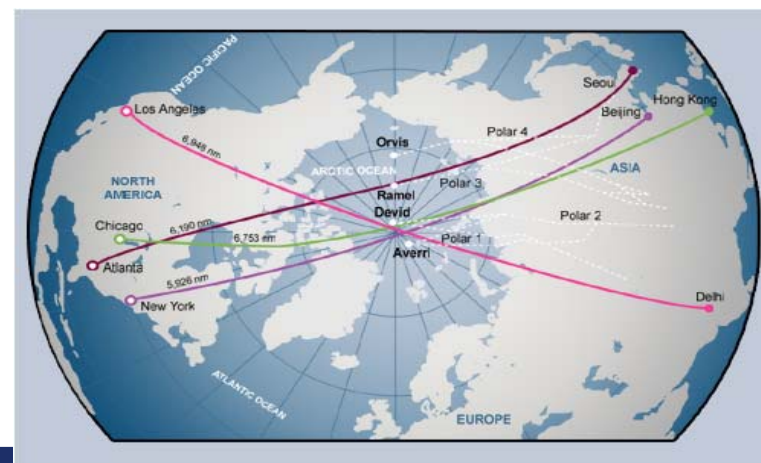 PACIFIC OCEAN
Seoul
Los Angeles
Hong Kong
Beijing
6,948 nm
Polar 4
Orvis
ARCTIC OCEAN
ASIA
NORTH
AMERICA
Polar 3
Ramel
Devid
Polar 2
Chicago
6,190 nm
6,753 nm
Polar 1
Averri
Atlanta
5,926 nm
New York
Delhi
ATLANTIC OCEAN
EUROPE